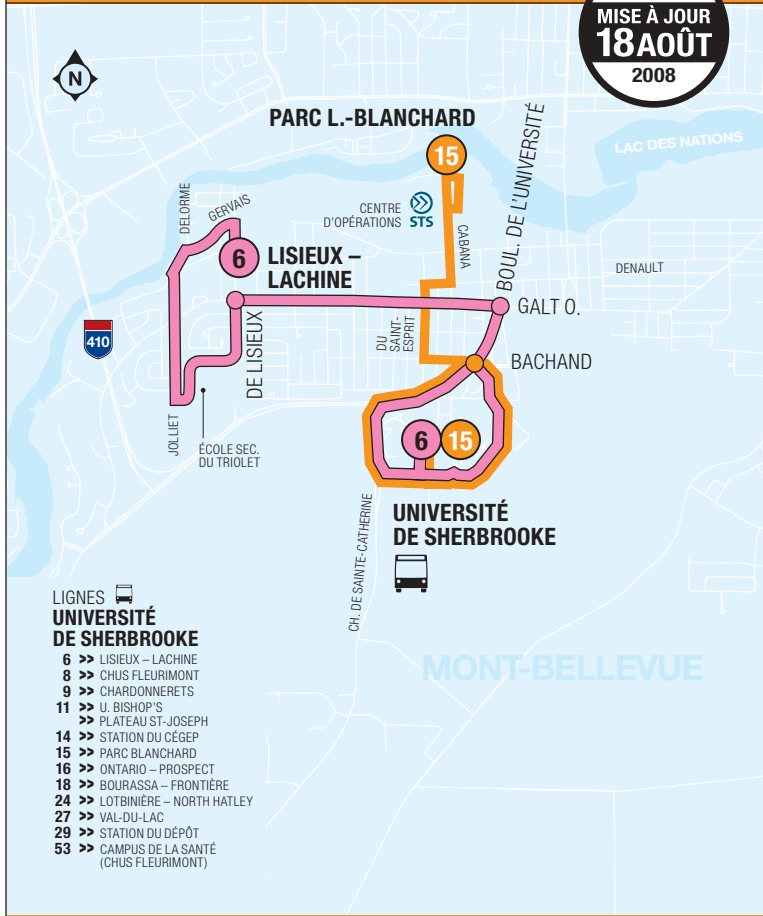 MISE À JOUR
18 AOÛT
2008
N
PARC L.-BLANCHARD
15
BOUL. DE L'UNIVERSITÉ
LAC DES NATIONS
CENTRE
D'OPÉRATIONS
STS
CABANA
DELORME
GERVAIS
6
LISIEUX –
LACHINE
DENAULT
GALT O.
DU
SAINT-
ESPRIT
410
DE LISIEUX
BACHAND
JOLLIET
ÉCOLE SEC.
DU TRIOLET
6
15
UNIVERSITÉ
DE SHERBROOKE
CH. DE SAINTE-CATHERINE
MONT-BELLEVUE
LIGNES
UNIVERSITÉ
DE SHERBROOKE
6 >> LISIEUX – LACHINE
8 >> CHUS FLEURIMONT
9 >> CHARDONNERETS
11 >> U. BISHOP'S
>> PLATEAU ST-JOSEPH
14 >> STATION DU CÉGEP
15 >> PARC BLANCHARD
16 >> ONTARIO – PROSPECT
18 >> BOURASSA – FRONTIÈRE
24 >> LOTBINIÈRE – NORTH HATLEY
27 >> VAL-DU-LAC
29 >> STATION DU DÉPÔT
53 >> CAMPUS DE LA SANTÉ
(CHUS FLEURIMONT)